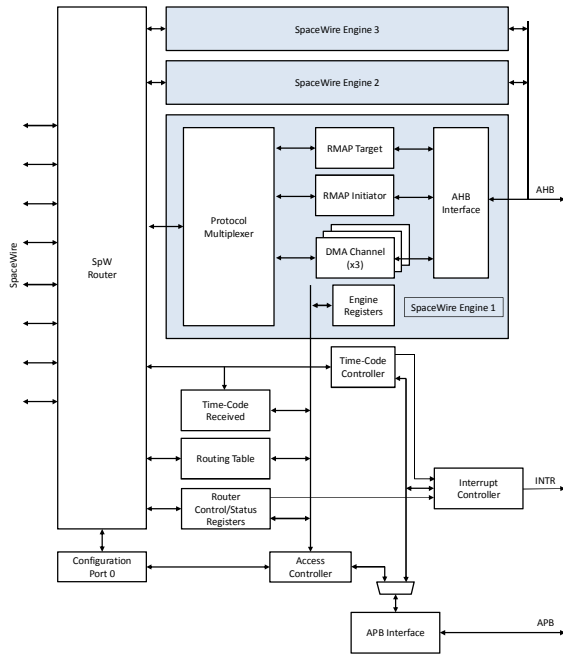 SpaceWire Engine 3
SpaceWire Engine 2
RMAP Target
AHB
RMAP Initiator
AHB
Interface
Protocol
Multiplexer
SpaceWire
SpW
Router
DMA Channel
(x3)
Engine
Registers
SpaceWire Engine 1
Time-Code
Controller
Time-Code
Received
Routing Table
Interrupt
Controller
INTR
Router
Control/Status
Registers
Configuration
Port 0
Access
Controller
APB Interface
APB